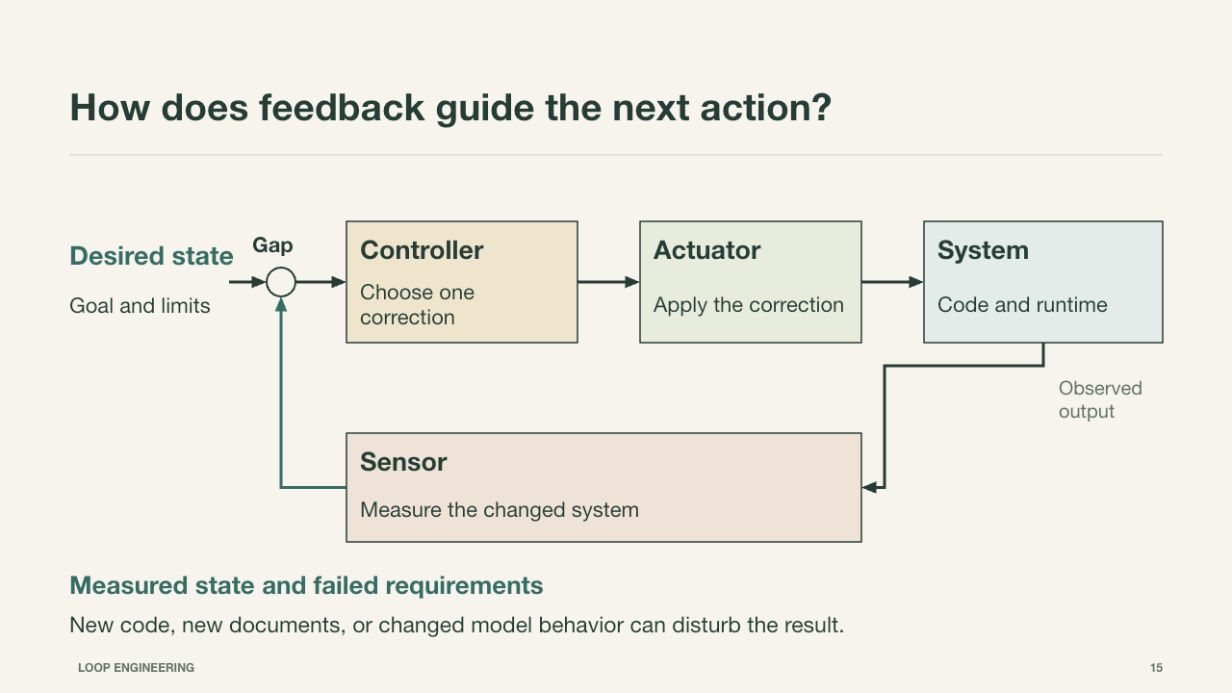 How does feedback guide the next action?
Desired state
Goal and limits
Gap
Controller
Choose one
correction
Actuator
Apply the correction
System
Code and runtime
Observed
output
Sensor
Measure the changed system
Measured state and failed requirements
New code, new documents, or changed model behavior can disturb the result.
LOOP ENGINEERING
15